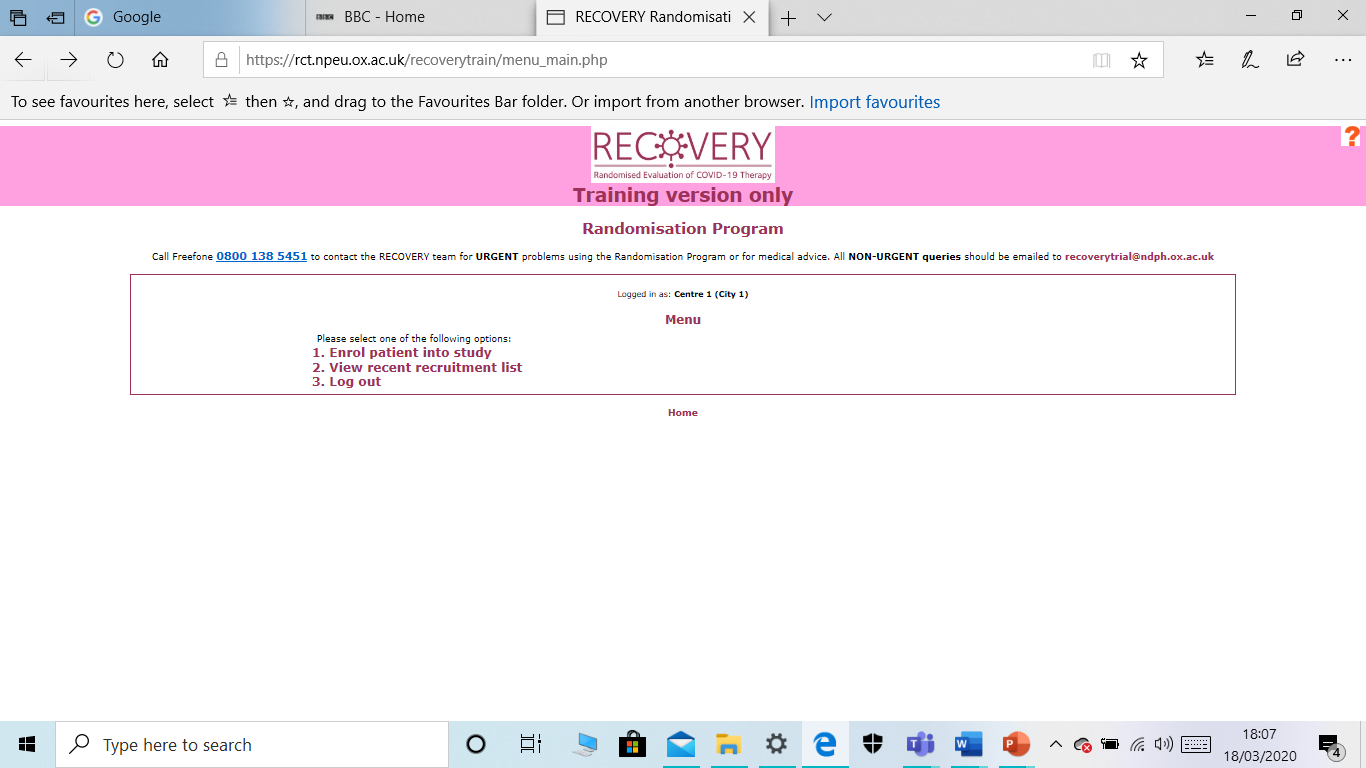 Google
BBC - Home
RECOVERY Randomisati
https://rct.npeu.ox.ac.uk/recoverytrain/menu_main.php
To see favourites here, select then ☆, and drag to the Favourites Bar folder. Or import from another browser. Import favourites
RECOVERY
Randomised Evaluation of COVID-19 Therapy
?
Training version only
Randomisation Program
Call Freefone 0800 138 5451 to contact the RECOVERY team for URGENT problems using the Randomisation Program or for medical advice. All NON-URGENT queries should be emailed to recoverytrial@ndph.ox.ac.uk
Logged in as: Centre 1 (City 1)
Menu
Please select one of the following options:
1. Enrol patient into study
2. View recent recruitment list
3. Log out
Home
Type here to search
18:07
18/03/2020
4